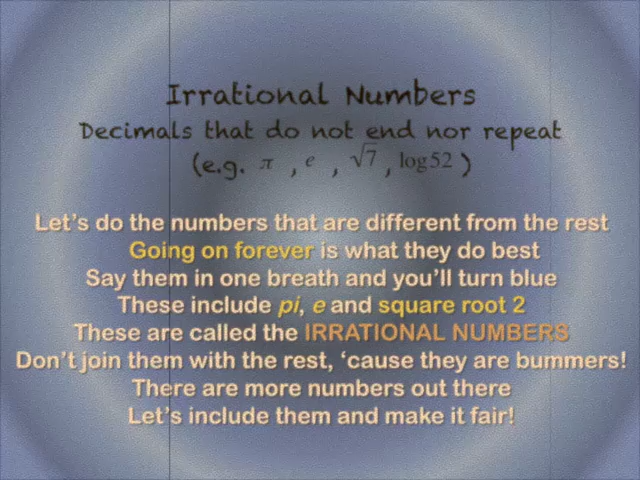 Irrational Numbers
Decimals that do not end nor repeat
(e.g. π , e , √7 , log52 )
Let's do the numbers that are different from the rest
Going on forever is what they do best
Say them in one breath and you'll turn blue
These include pi, e and square root 2
These are called the IRRATIONAL NUMBERS
Don't join them with the rest, ‘cause they are bummers!
There are more numbers out there
Let's include them and make it fair!